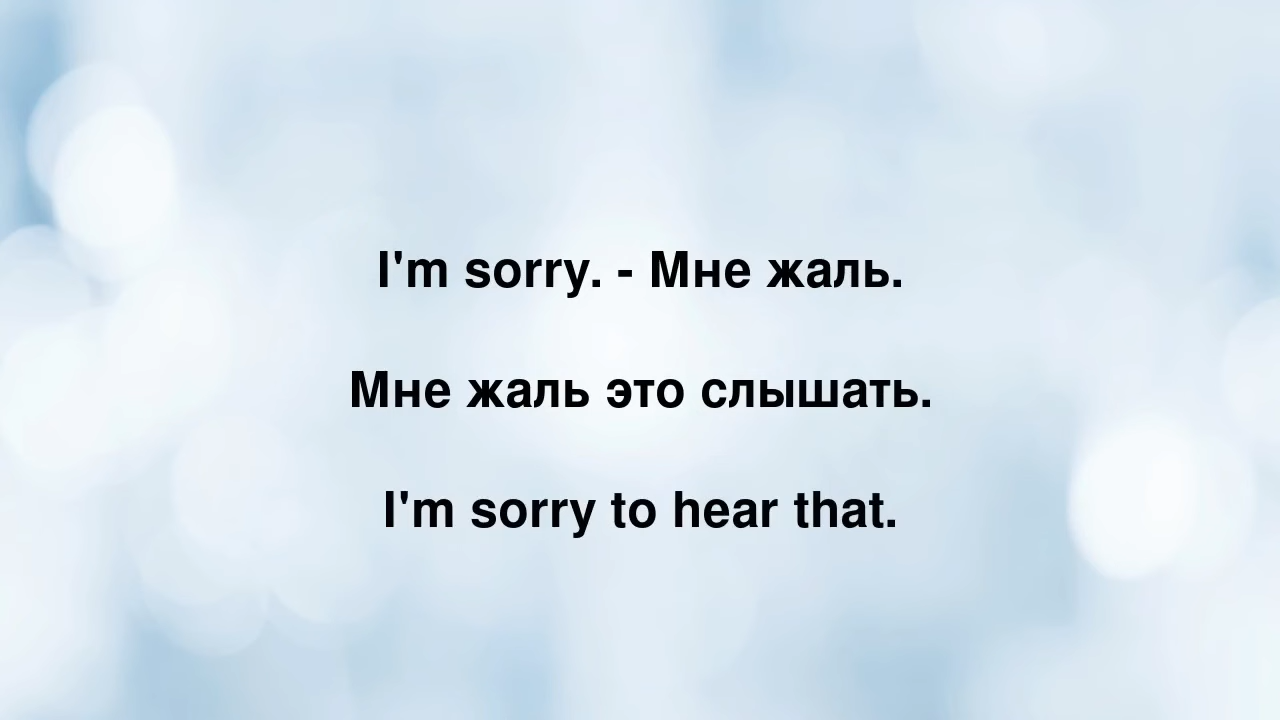 I'm sorry. - Мне жаль.
Мне жаль это слышать.
I'm sorry to hear that.